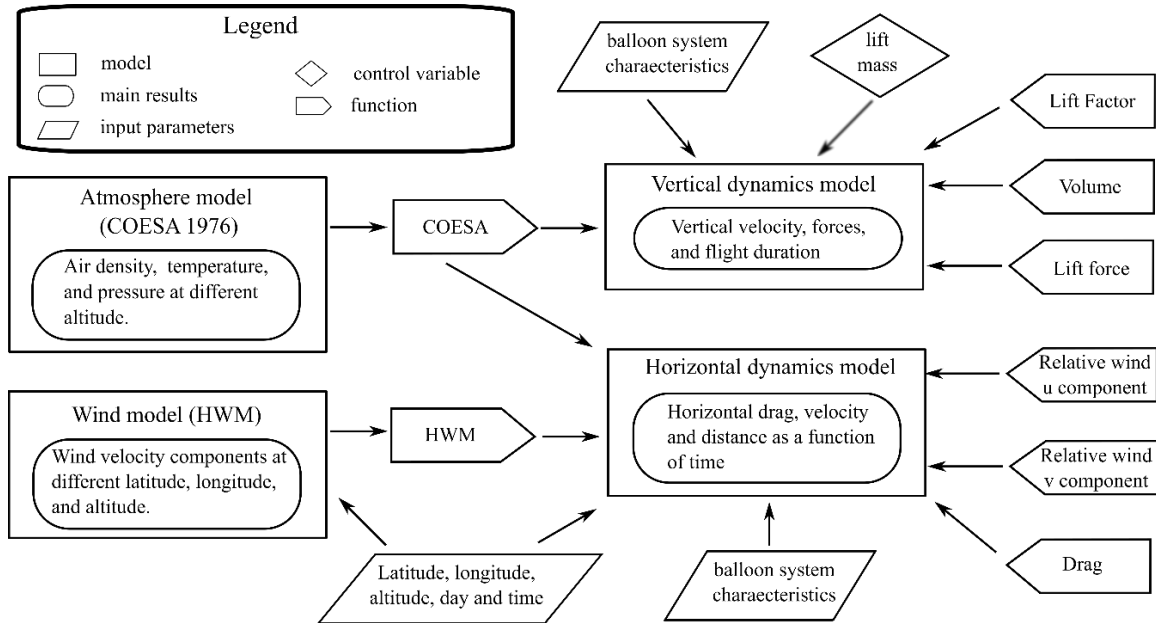 Legend
model
main results
input parameters
control variable
function
balloon system
charaecteristics
lift
mass
Lift Factor
Volume
Lift force
Atmosphere model
(COESA 1976)
Air density, temperature,
and pressure at different
altitude.
COESA
Vertical dynamics model
Vertical velocity, forces,
and flight duration
Wind model (HWM)
Wind velocity components at
different latitude, longitude,
and altitude.
HWM
Horizontal dynamics model
Horizontal drag, velocity
and distance as a function
of time
Relative wind
u component
Relative wind
v component
Drag
Latitude, longitude,
altitude, day and time
balloon system
charaecteristics